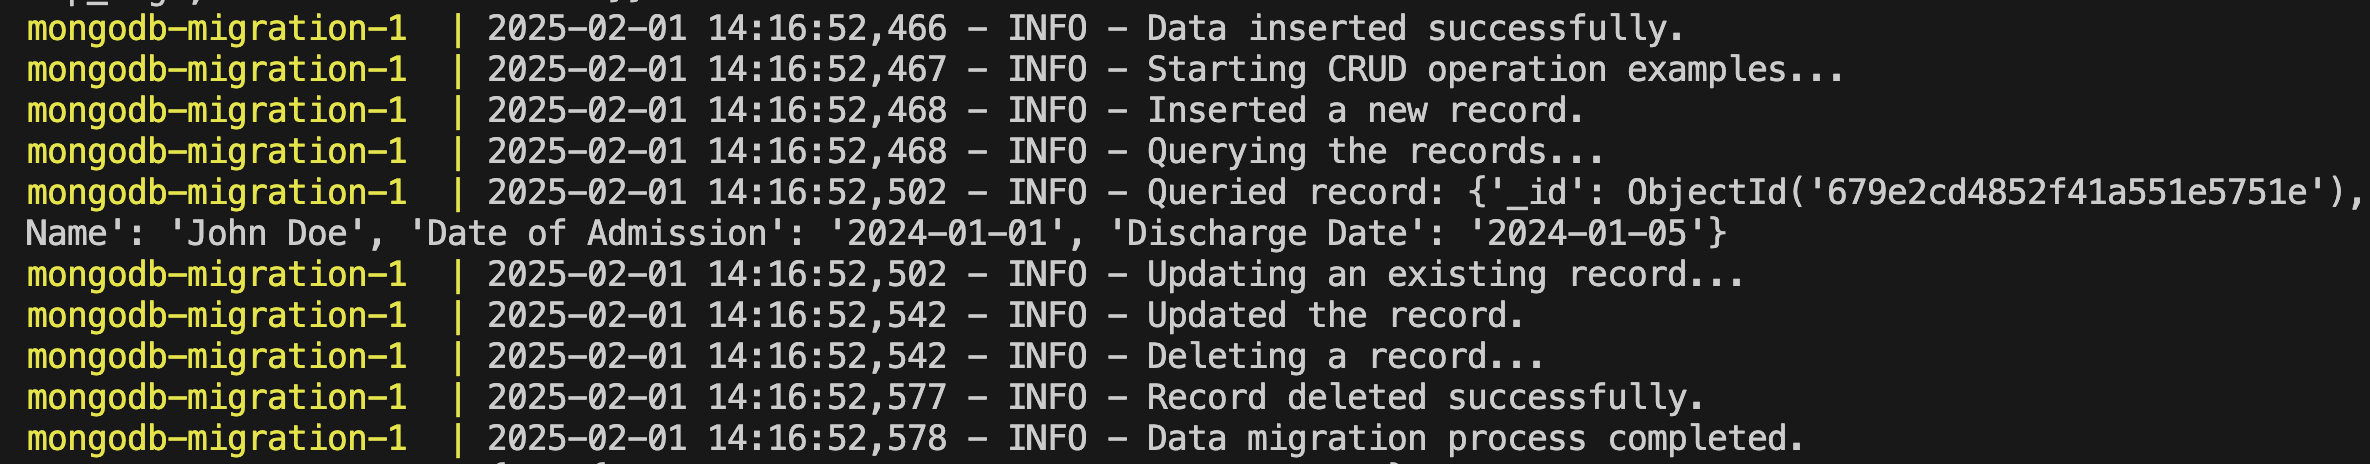 mongodb-migration-1  | 2025-02-01 14:16:52,466 - INFO - Data inserted successfully.
mongodb-migration-1  | 2025-02-01 14:16:52,467 - INFO - Starting CRUD operation examples...
mongodb-migration-1  | 2025-02-01 14:16:52,468 - INFO - Inserted a new record.
mongodb-migration-1  | 2025-02-01 14:16:52,468 - INFO - Querying the records...
mongodb-migration-1  | 2025-02-01 14:16:52,502 - INFO - Queried record: {'_id': ObjectId('679e2cd4852f41a551e5751e'),
Name': 'John Doe', 'Date of Admission': '2024-01-01', 'Discharge Date': '2024-01-05'}
mongodb-migration-1  | 2025-02-01 14:16:52,502 - INFO - Updating an existing record...
mongodb-migration-1  | 2025-02-01 14:16:52,542 - INFO - Updated the record.
mongodb-migration-1  | 2025-02-01 14:16:52,542 - INFO - Deleting a record...
mongodb-migration-1  | 2025-02-01 14:16:52,577 - INFO - Record deleted successfully.
mongodb-migration-1  | 2025-02-01 14:16:52,578 - INFO - Data migration process completed.